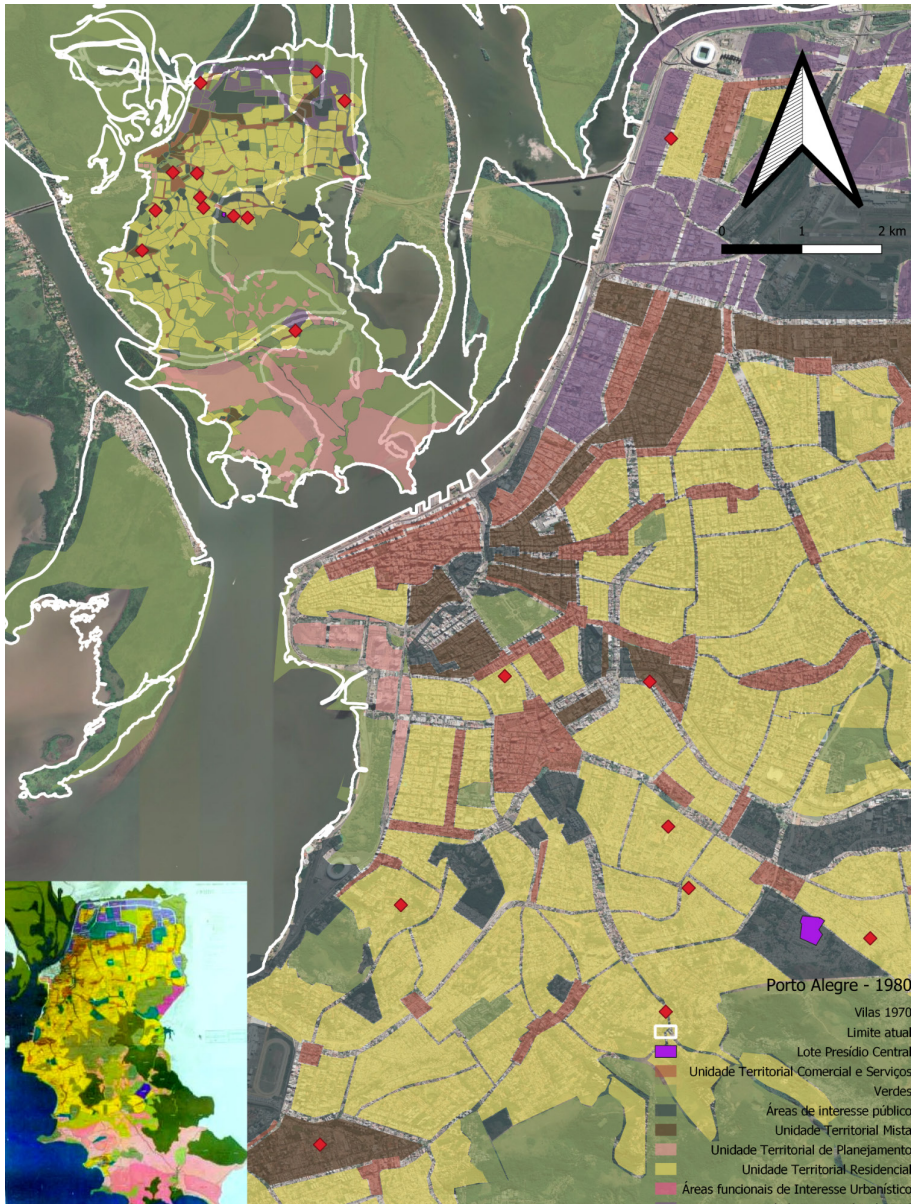 0 1 2 km
Porto Alegre - 1980
Vilas 1970
Limite atual
Lote Presídio Central
Unidade Territorial Comercial e Serviços
Verdes
Áreas de interesse público
Unidade Territorial Mista
Unidade Territorial de Planejamento
Unidade Territorial Residencial
Áreas funcionais de Interesse Urbanístico